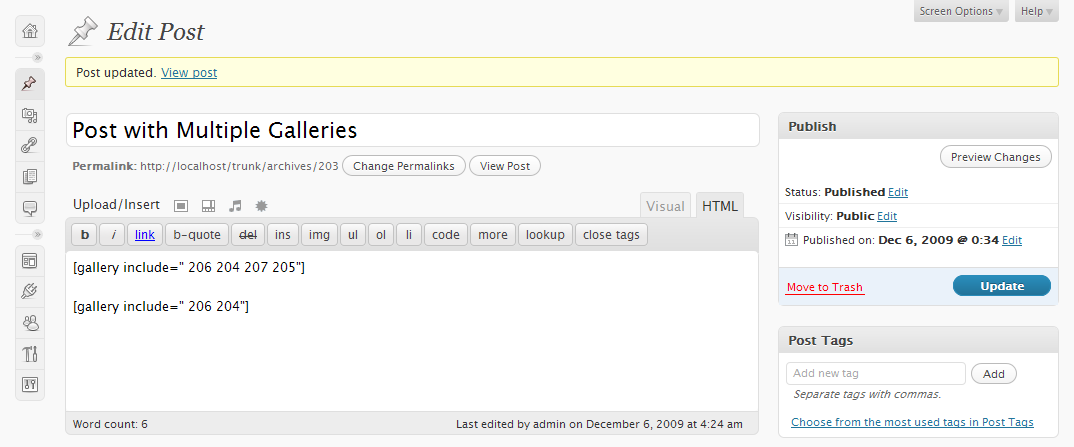 Screen Options Help
Edit Post
Post updated. View post
Post with Multiple Galleries
Permalink: http://localhost/trunk/archives/203 Change Permalinks View Post
Upload/Insert Visual HTML
b i link b-quote del ins img ul ol li code more lookup close tags
[gallery include=" 206 204 207 205"]
[gallery include=" 206 204"]
Word count: 6 Last edited by admin on December 6, 2009 at 4:24 am
Publish
Preview Changes
Status: Published Edit
Visibility: Public Edit
Published on: Dec 6, 2009 @ 0:34 Edit
Move to Trash Update
Post Tags
Add new tag Add
Separate tags with commas.
Choose from the most used tags in Post Tags